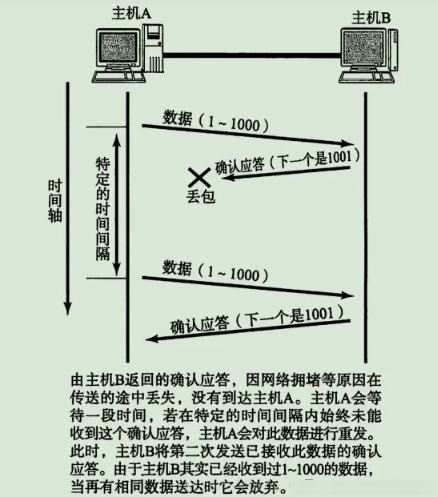 主机A
主机B
数据（1～1000）
确认应答（下一个是1001）
丢包
特定的时间间隔
时间轴
数据（1～1000）
确认应答（下一个是1001）
由主机B返回的确认应答，因网络拥堵等原因在
传送的途中丢失，没有到达主机A。主机A会等
待一段时间，若在特定的时间间隔内始终未能
收到这个确认应答，主机A会对此数据进行重发。
此时，主机B将第二次发送已接收此数据的确认
应答。由于主机B其实已经收到过1~1000的数据，
当再有相同数据送达时它会放弃。